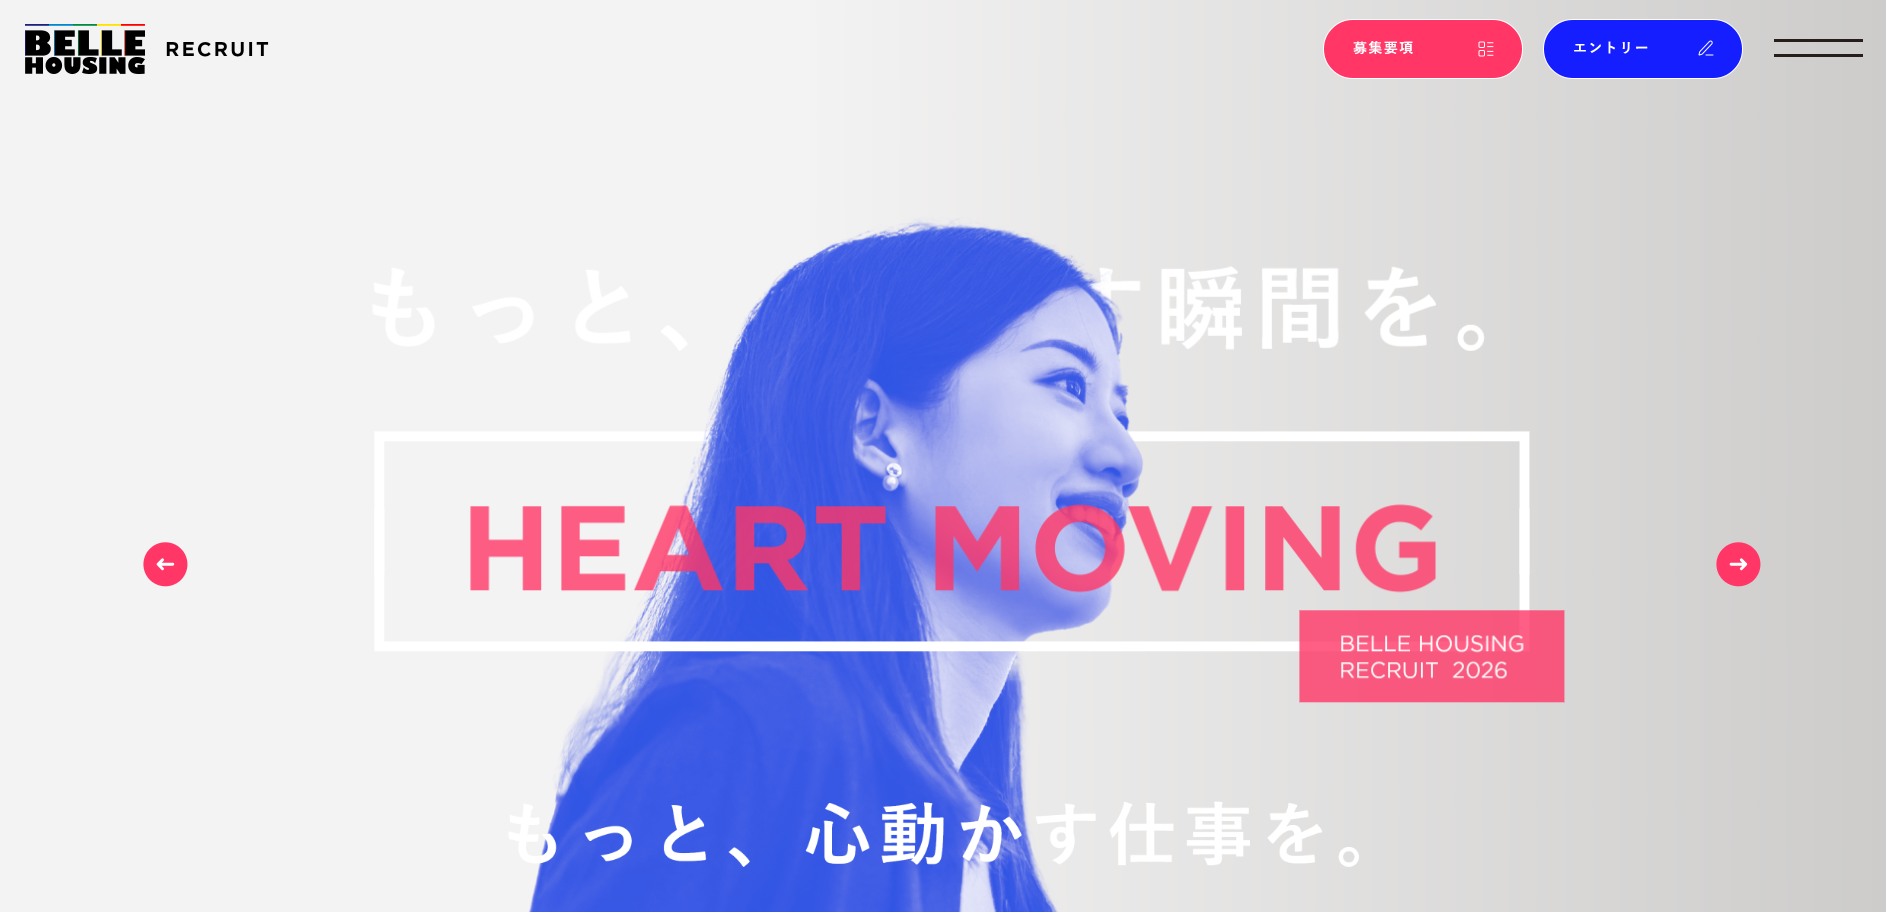 BELLE
HOUSING
RECRUIT
募集要項
エントリー
もっと、す瞬間を。
HEART MOVING
BELLE HOUSING
RECRUIT 2026
もっと、心動かす仕事を。